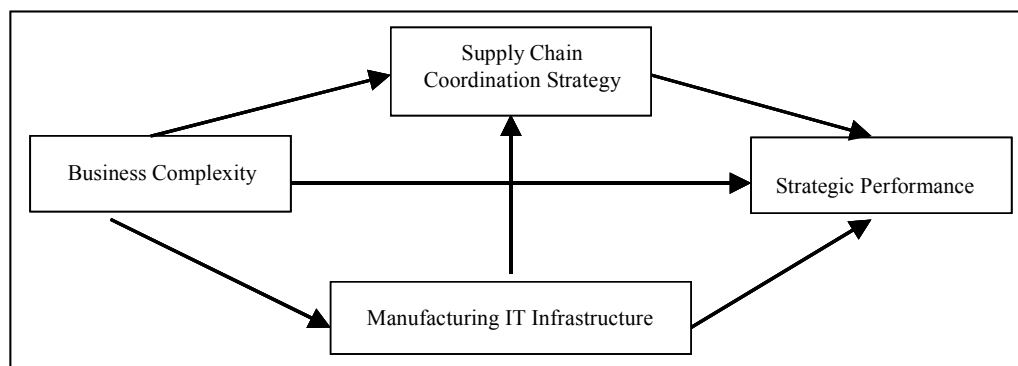 Supply Chain
Coordination Strategy
Business Complexity
Strategic Performance
Manufacturing IT Infrastructure